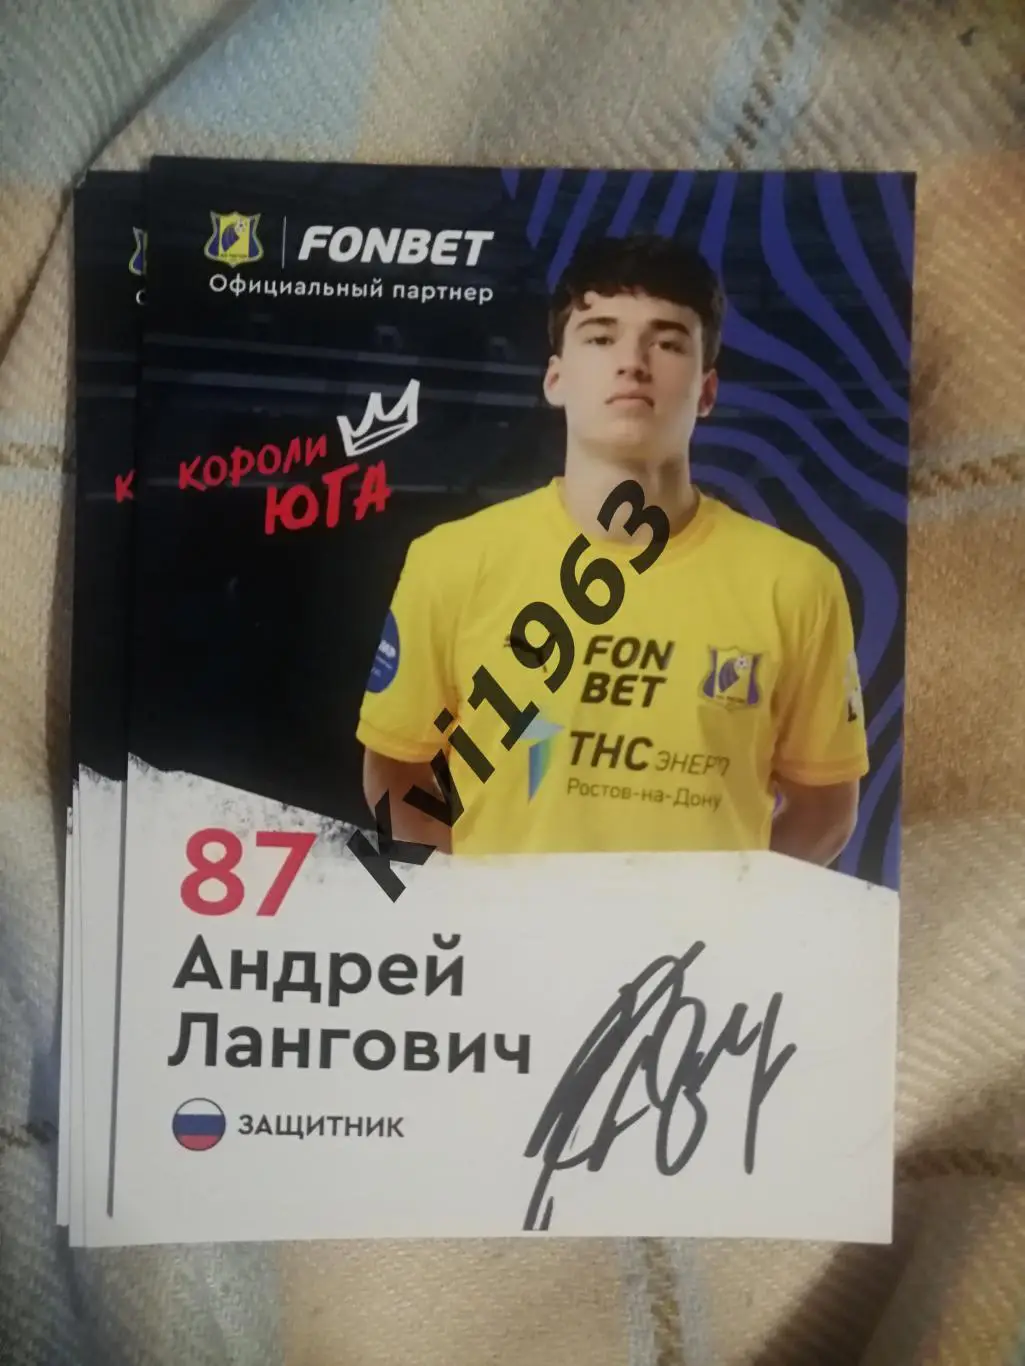 FONBET
Официальный партнер
КОРОЛИ
ЮГА
FON
BET
ТНС ЭНЕРГО
Ростов-на-Дону
Kvi1963
87
Андрей
Лангович
ЗАЩИТНИК